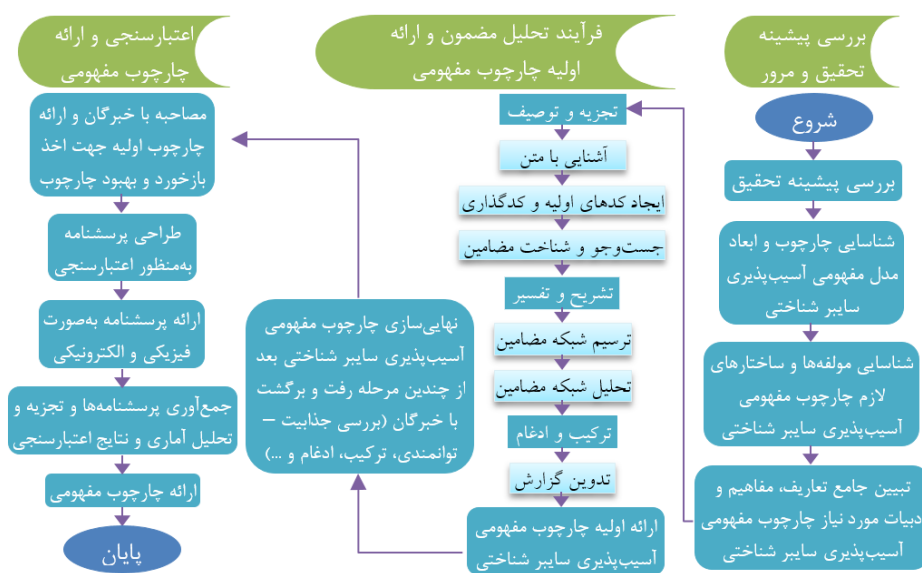 بررسی پیشینه
تحقیق و مرور
شروع
بررسی پیشینه تحقیق
شناسایی چارچوب و ابعاد
مدل مفهومی آسیب‌پذیری
سایبر شناختی
شناسایی مولفه‌ها و ساختارهای
لازم چارچوب مفهومی
آسیب‌پذیری سایبر شناختی
تبیین جامع تعاریف، مفاهیم و
دبیات مورد نیاز چارچوب مفهومی
آسیب‌پذیری سایبر شناختی
فرآیند تحلیل مضمون و ارائه
اولیه چارچوب مفهومی
تجزیه و توصیف
آشنایی با متن
ایجاد کدهای اولیه و کدگذاری
جست‌وجو و شناخت مضامین
تشریح و تفسیر
ترسیم شبکه مضامین
تحلیل شبکه مضامین
ترکیب و ادغام
تدوین گزارش
ارائه اولیه چارچوب مفهومی
آسیب‌پذیری سایبر شناختی
نهایی‌سازی چارچوب مفهومی
آسیب‌پذیری سایبر شناختی بعد
از چندین مرحله رفت و برگشت
با خبرگان (بررسی جذابیت –
توانمندی، ترکیب، ادغام و ...)
اعتبارسنجی و ارائه
چارچوب مفهومی
مصاحبه با خبرگان و ارائه
چارچوب اولیه جهت اخذ
بازخورد و بهبود چارچوب
طراحی پرسشنامه
به‌منظور اعتبارسنجی
ارائه پرسشنامه به‌صورت
فیزیکی و الکترونیکی
جمع‌آوری پرسشنامه‌ها و تجزیه و
تحلیل آماری و نتایج اعتبارسنجی
ارائه چارچوب مفهومی
پایان